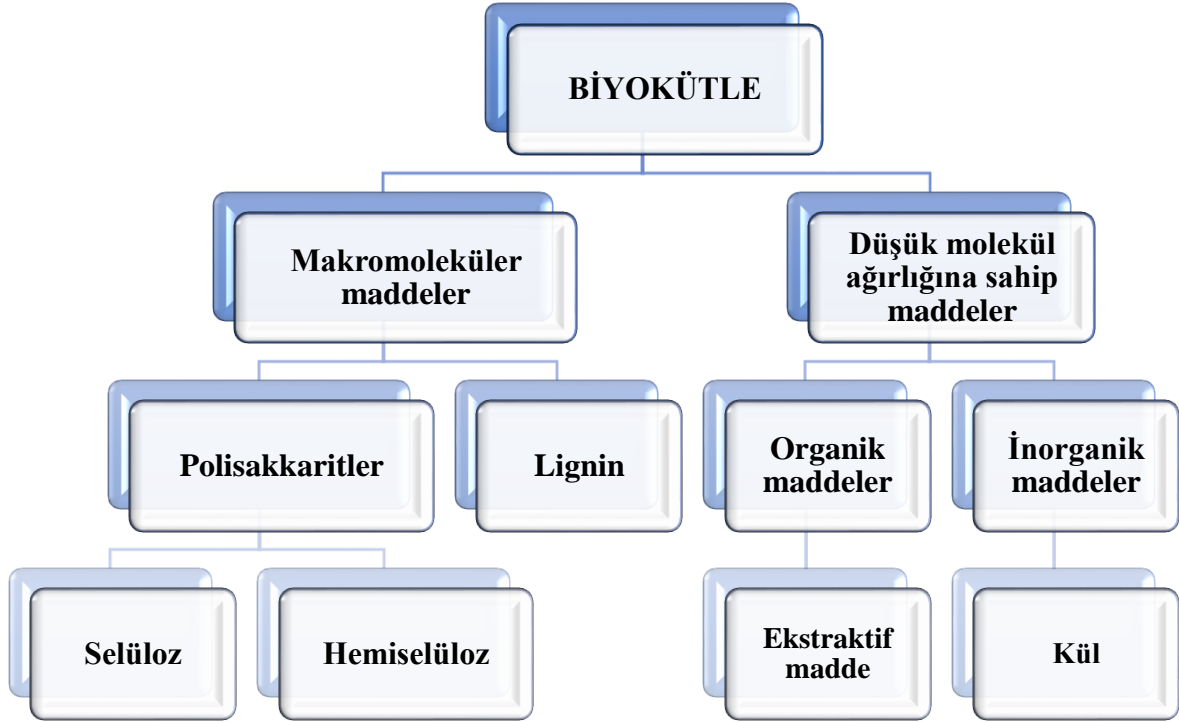 BİYOKÜTLE
Makromoleküler
maddeler
Düşük molekül
ağırlığına sahip
maddeler
Polisakkaritler
Lignin
Organik
maddeler
İnorganik
maddeler
Selüloz
Hemiselüloz
Ekstraktif
madde
Kül